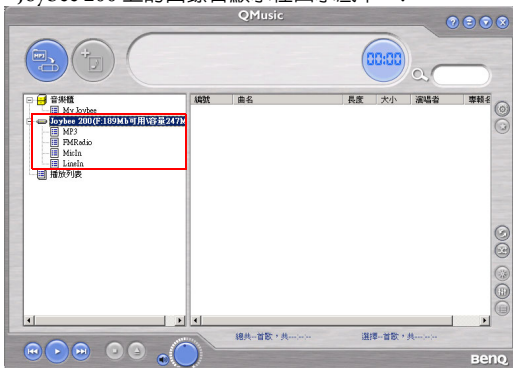 QMusic
MP3
00:00
音樂櫃
My Joybee
Joybee 200(F:189Mb可用\容量247M
MP3
FMRadio
MicIn
LineIn
播放列表
編號 曲名 長度 大小 演唱者 專輯名
總共--首歌，共--:--:--
選擇--首歌，共--:--:--
BenQ